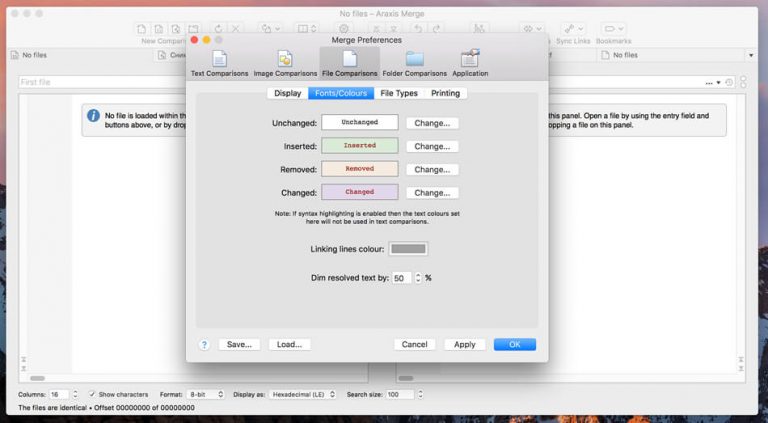 No files – Araxis Merge
New Compari
Sync Links Bookmarks
No files
No files
First file
Merge Preferences
Text Comparisons Image Comparisons File Comparisons Folder Comparisons Application
Display Fonts/Colours File Types Printing
Unchanged: Unchanged Change...
Inserted: Inserted Change...
Removed: Removed Change...
Changed: Changed Change...
Note: If syntax highlighting is enabled then the text colours set
here will not be used in text comparisons.
Linking lines colour:
Dim resolved text by: 50 %
? Save... Load... Cancel Apply OK
No file is loaded within th
buttons above, or by drop
this panel. Open a file by using the entry field and
opping a file on this panel.
Columns: 16 Show characters Format: 8-bit Display as: Hexadecimal (LE) Search size: 100
The files are identical • Offset 00000000 of 00000000